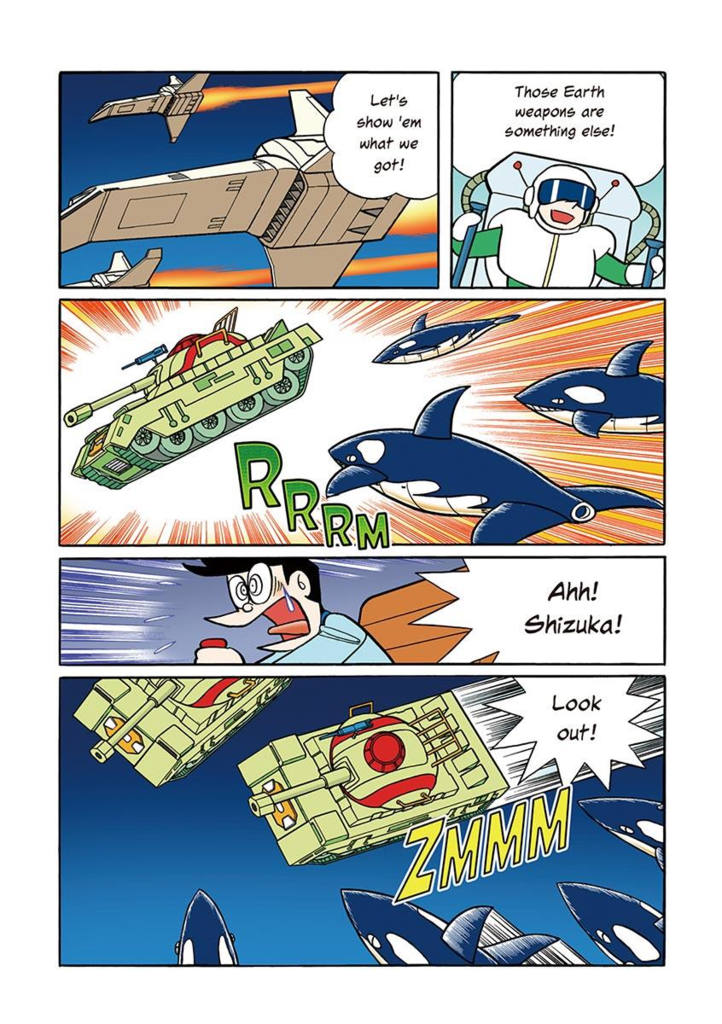 Let's
show 'em
what we
got!
Those Earth
weapons are
something else!
RRRM
Ahh!
Shizuka!
Look
out!
ZMMM